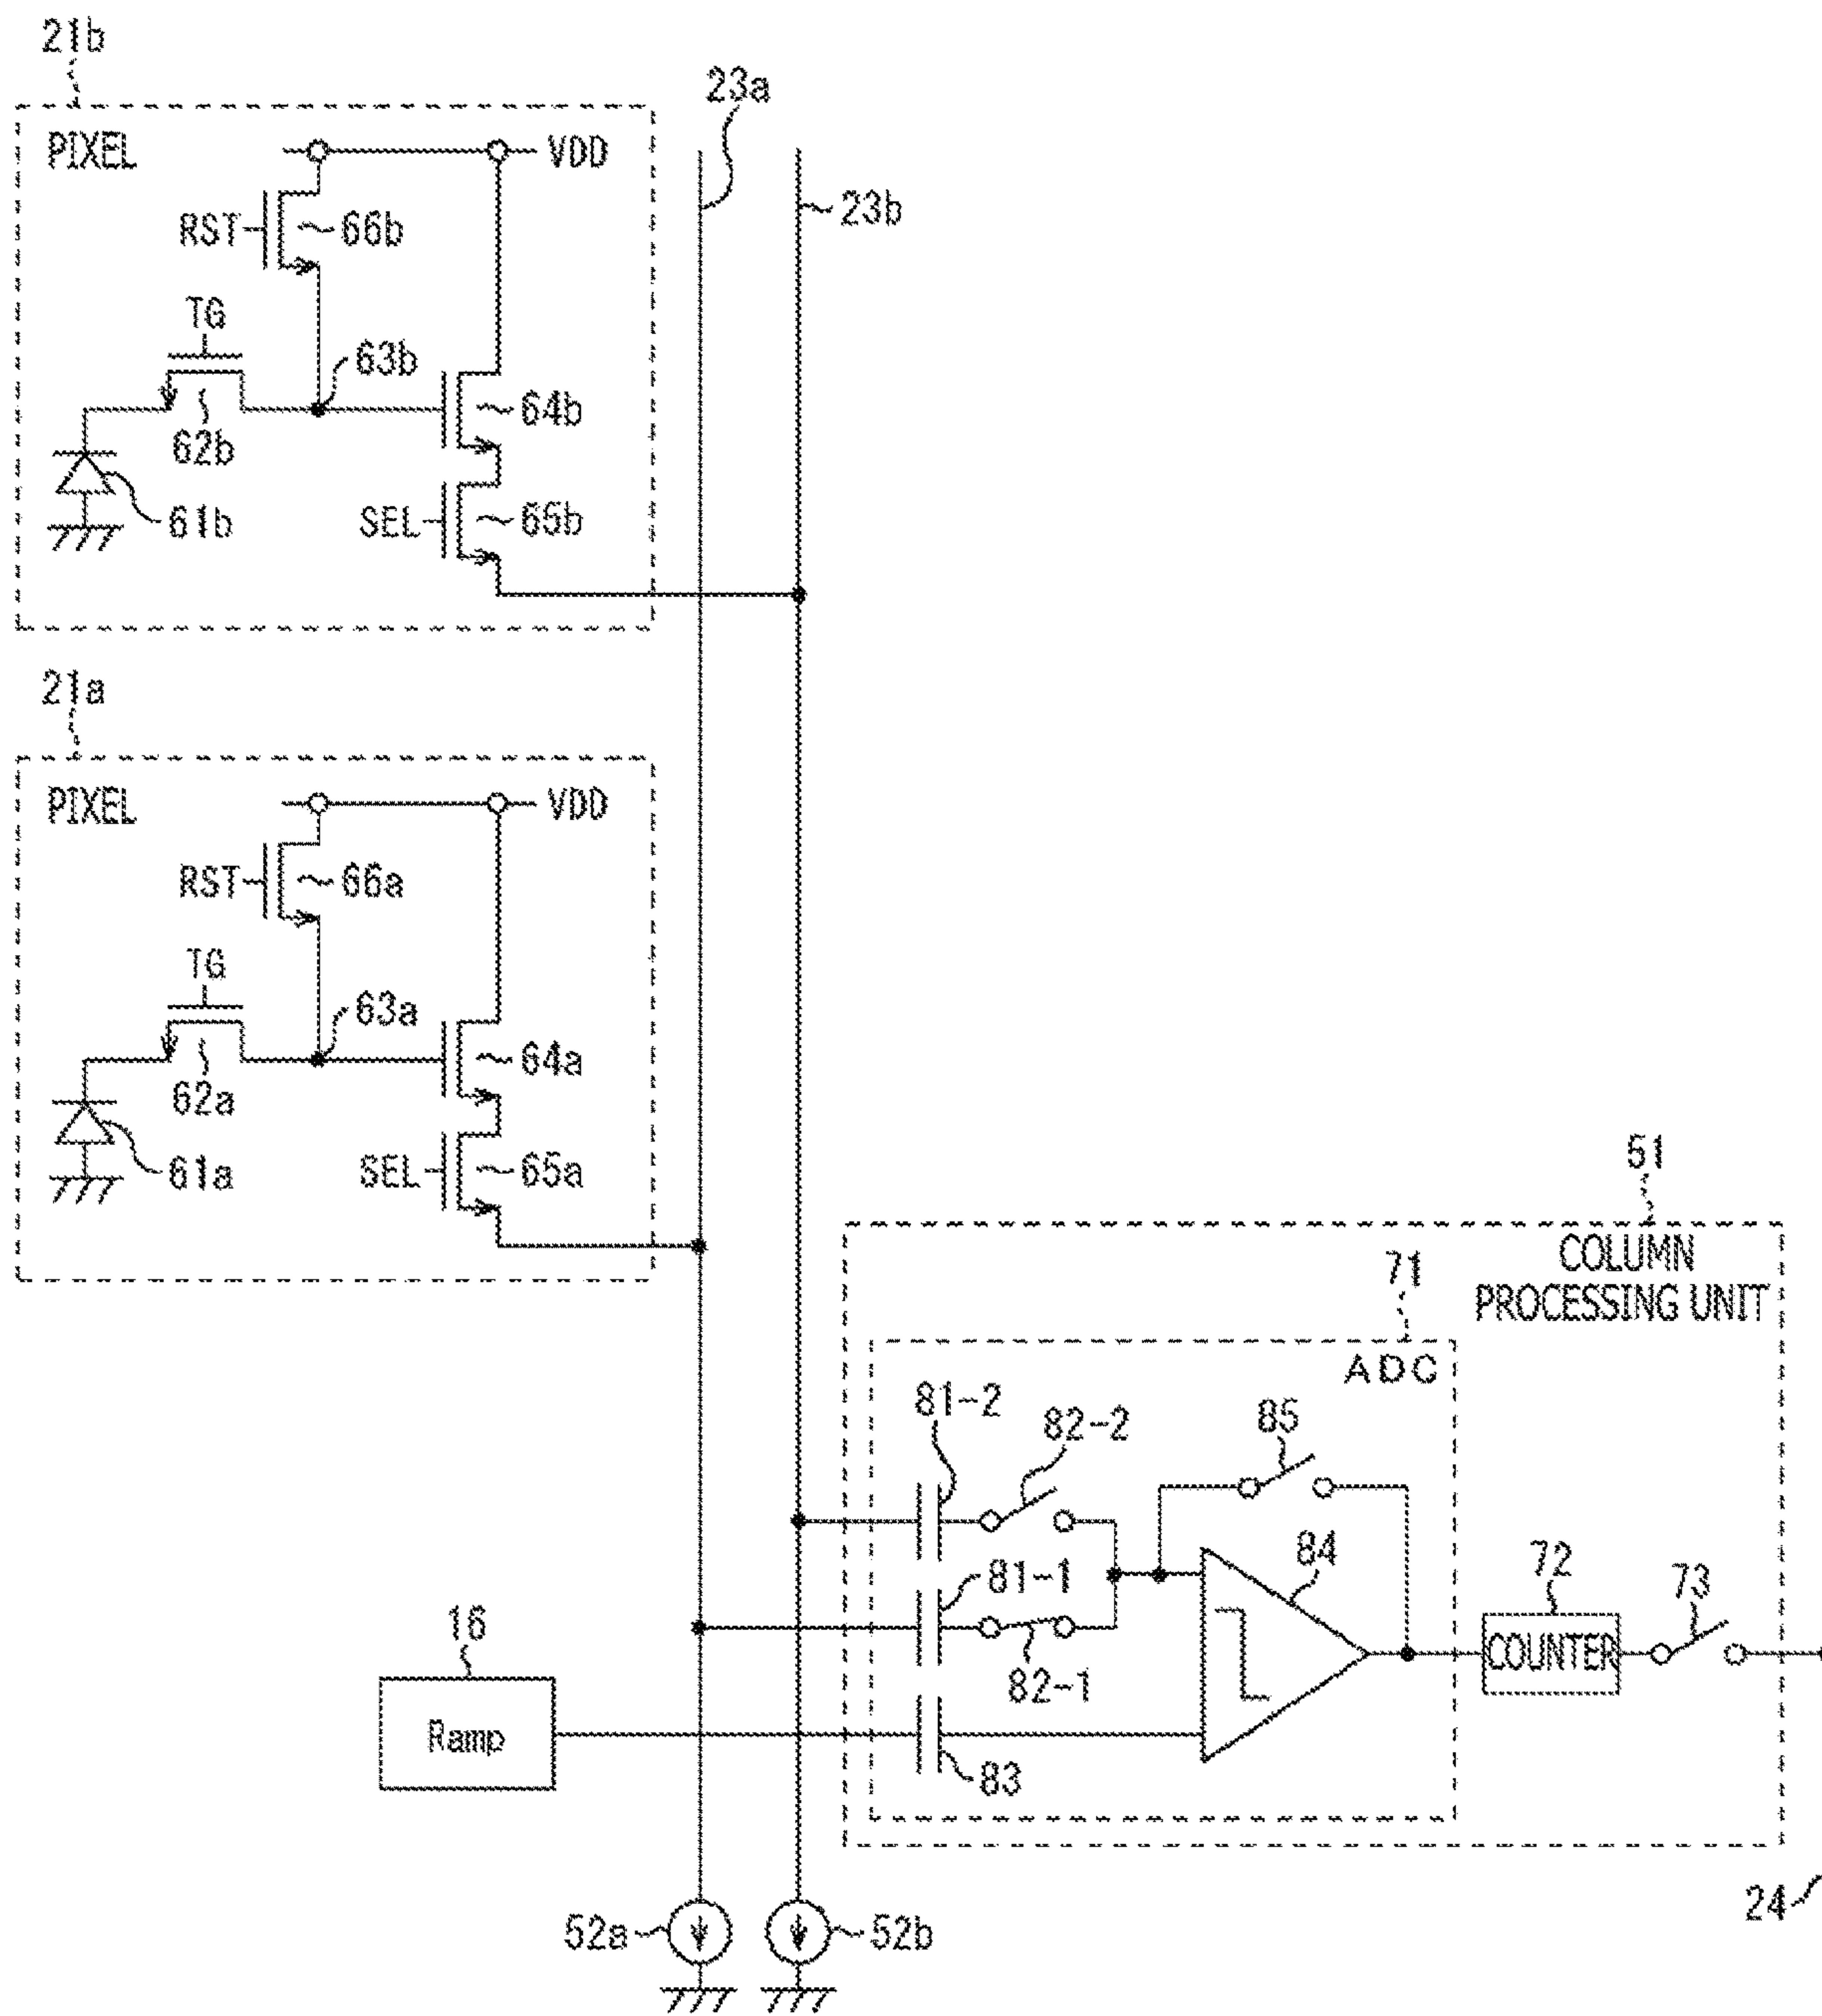 21b
23a
PIXEL
VDD
RST
66b
23b
TG
63b
64b
62b
61b
SEL
65b
21a
PIXEL
VDD
RST
66a
TG
63a
64a
62a
61a
SEL
65a
51
COLUMN
PROCESSING UNIT
71
ADC
81-2
82-2
85
84
81-1
72
73
16
COUNTER
82-1
Ramp
83
24
52a
52b